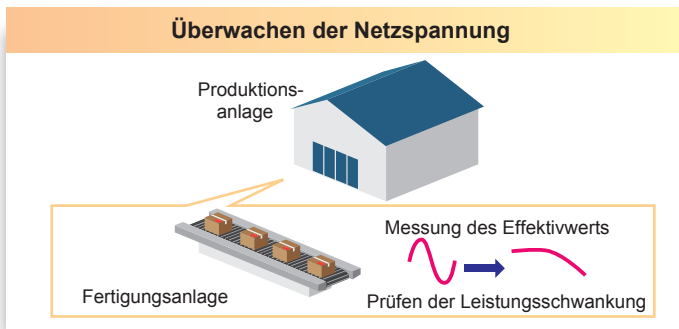 Überwachen der Netzspannung
Produktions-
anlage
Messung des Effektivwerts
Fertigungsanlage
Prüfen der Leistungsschwankung